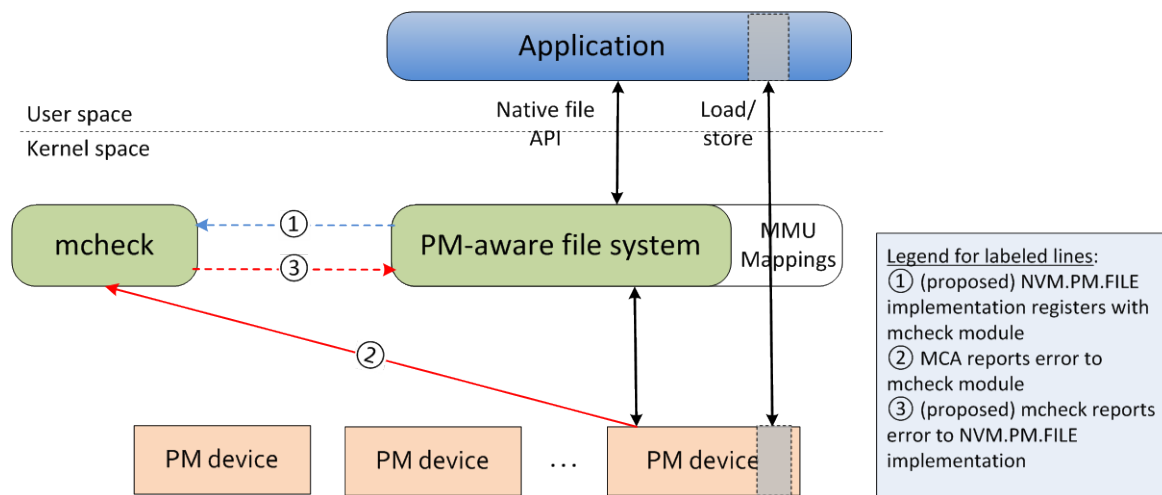 Application
User space
Kernel space
Native file
API
Load/
store
mcheck
①
③
PM-aware file system
MMU
Mappings
②
PM device
PM device
...
PM device
Legend for labeled lines:
① (proposed) NVM.PM.FILE
implementation registers with
mcheck module
② MCA reports error to
mcheck module
③ (proposed) mcheck reports
error to NVM.PM.FILE
implementation